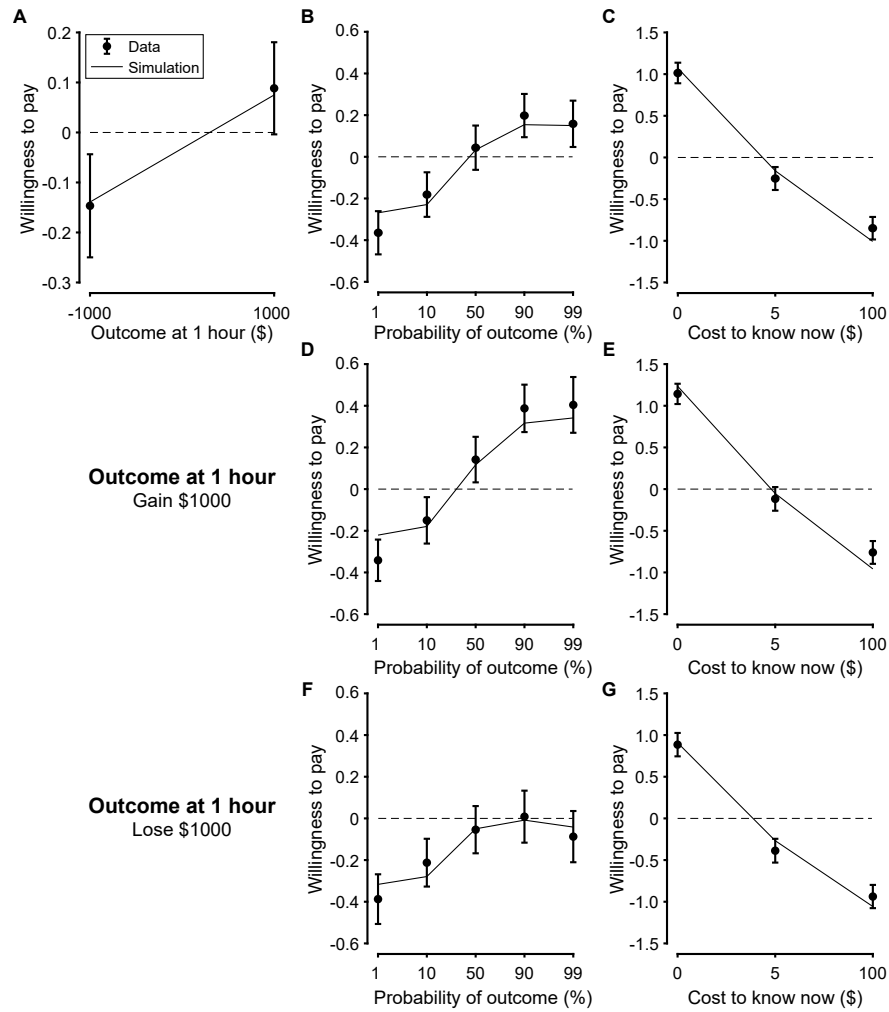 A
Willingness to pay
0.2
0.1
0
-0.1
-0.2
-0.3
Data
Simulation
-1000
1000
Outcome at 1 hour ($)
B
Willingness to pay
0.6
0.4
0.2
0
-0.2
-0.4
-0.6
1
10
50
90
99
Probability of outcome (%)
C
Willingness to pay
1.5
1.0
0.5
0
-0.5
-1.0
-1.5
0
5
100
Cost to know now ($)
Outcome at 1 hour
Gain $1000
D
Willingness to pay
0.6
0.4
0.2
0
-0.2
-0.4
-0.6
1
10
50
90
99
Probability of outcome (%)
E
Willingness to pay
1.5
1.0
0.5
0
-0.5
-1.0
-1.5
0
5
100
Cost to know now ($)
Outcome at 1 hour
Lose $1000
F
Willingness to pay
0.6
0.4
0.2
0
-0.2
-0.4
-0.6
1
10
50
90
99
Probability of outcome (%)
G
Willingness to pay
1.5
1.0
0.5
0
-0.5
-1.0
-1.5
0
5
100
Cost to know now ($)